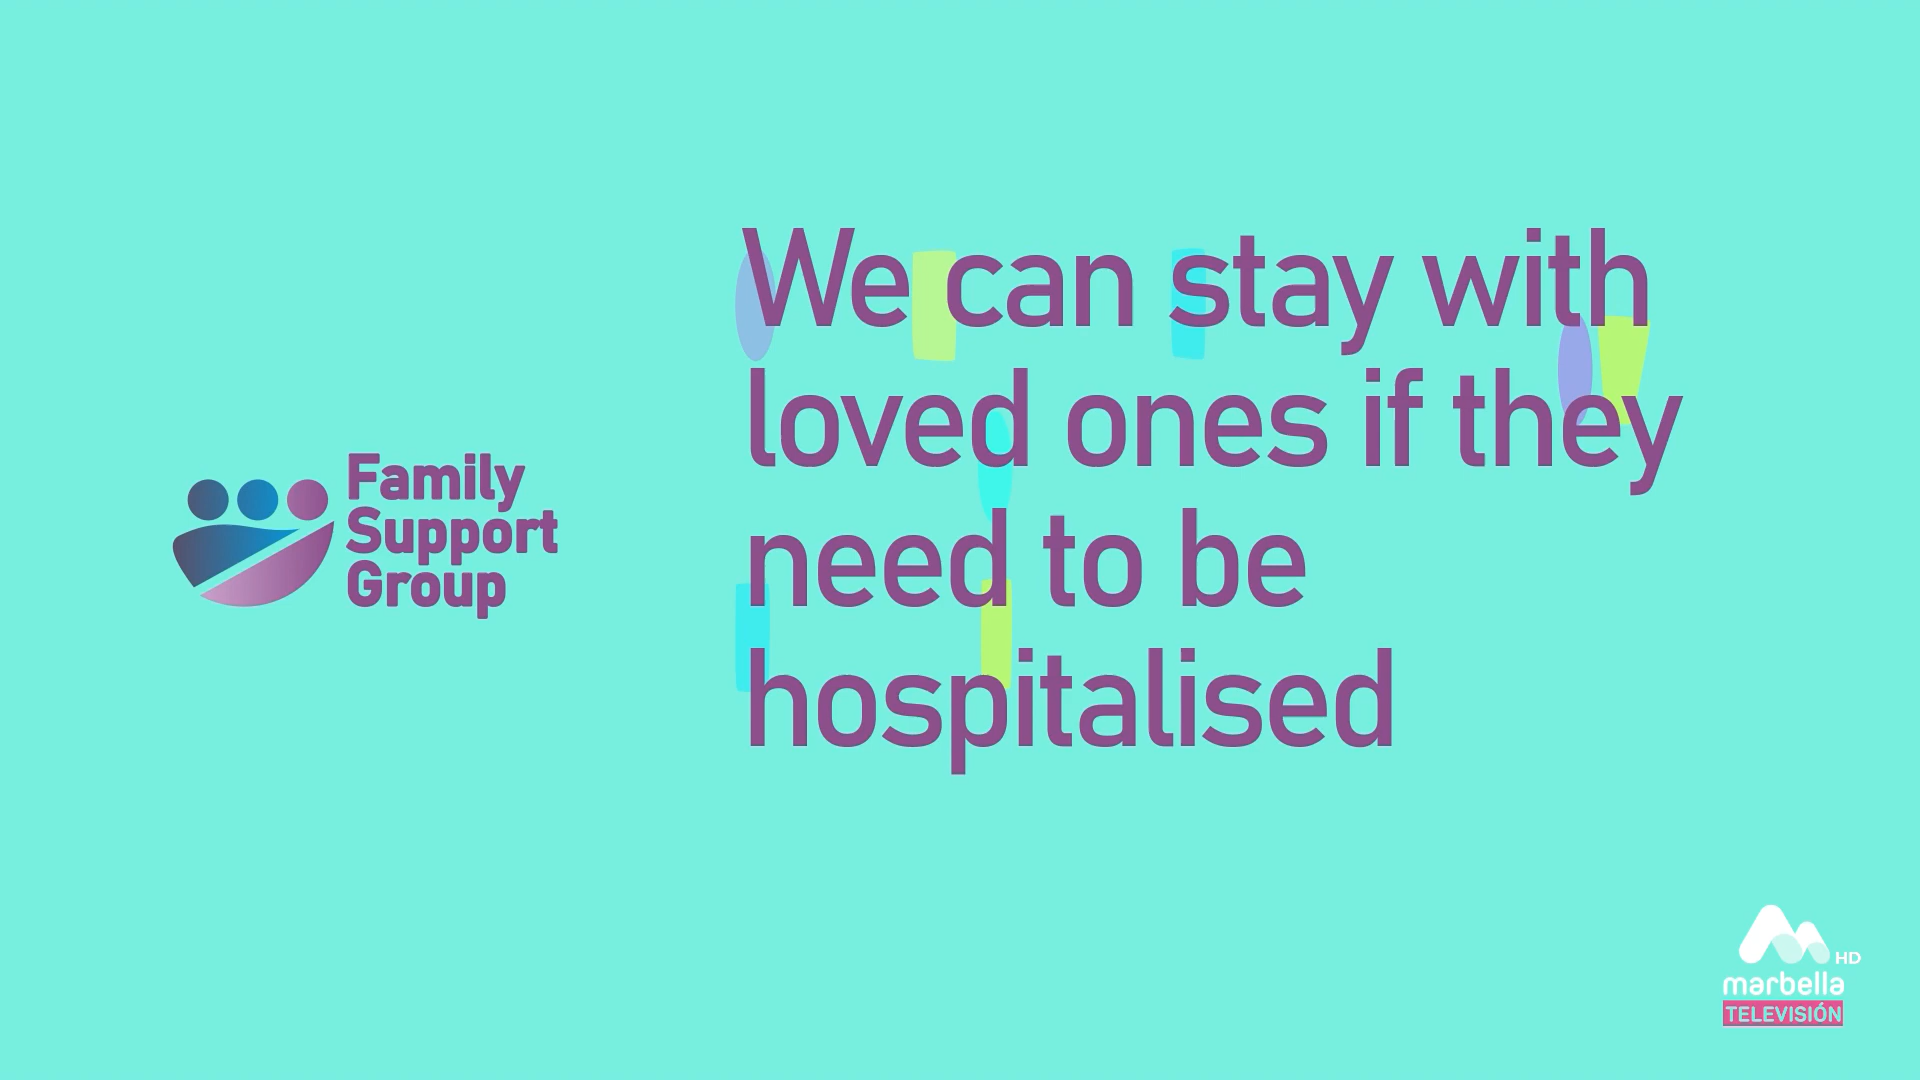 Family
Support
Group
We can stay with
loved ones if they
need to be
hospitalised
HD
marbella
TELEVISIÓN